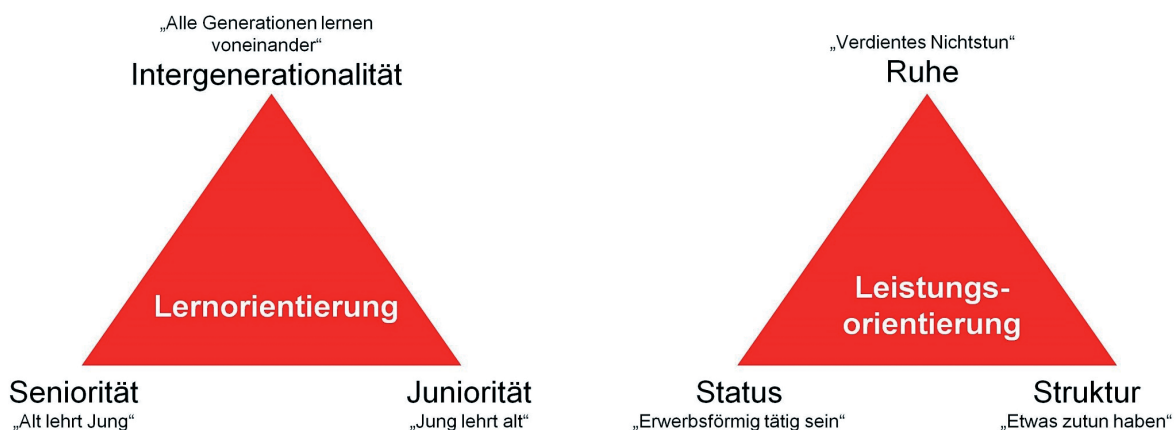 „Alle Generationen lernen
voneinander“
Intergenerationalität
Lernorientierung
Seniorität
„Alt lehrt Jung“
Juniorität
„Jung lehrt alt“
„Verdientes Nichtstun“
Ruhe
Leistungs-
orientierung
Status
„Erwerbsförmig tätig sein“
Struktur
„Etwas zutun haben“